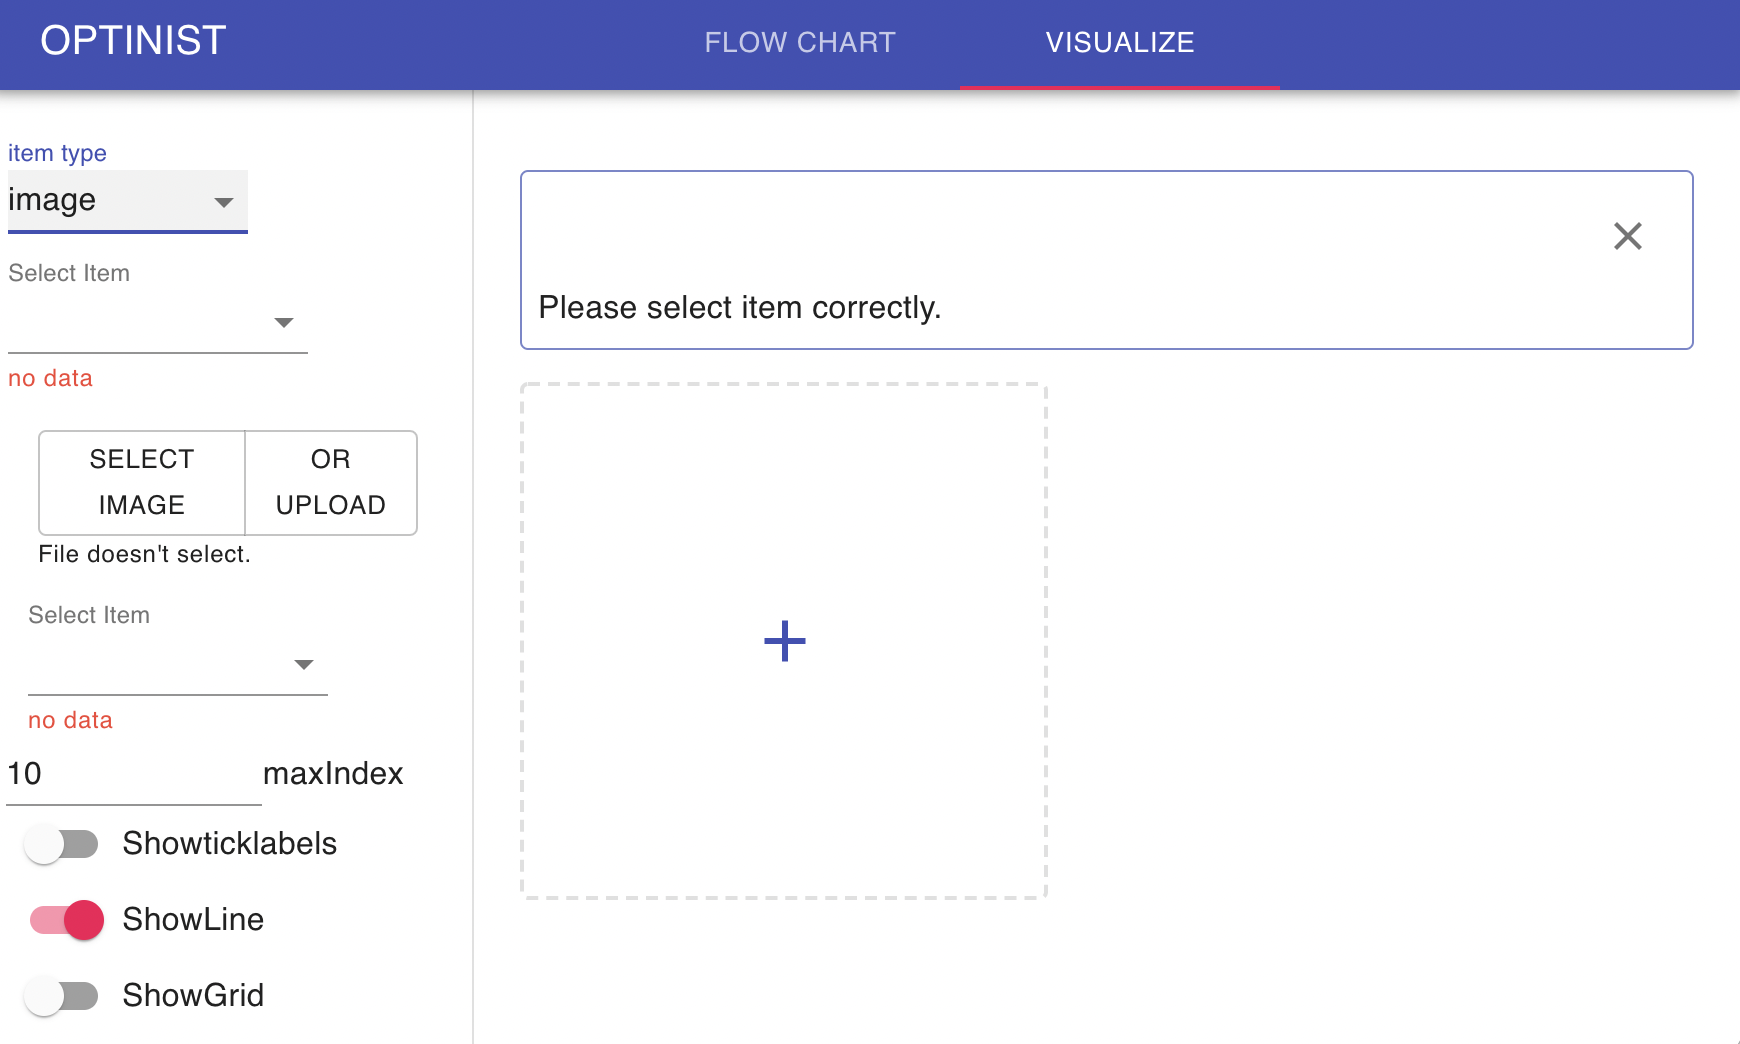 OPTINIST
FLOW CHART
VISUALIZE
item type
image
Select Item
no data
SELECT
IMAGE
OR
UPLOAD
File doesn't select.
Select Item
no data
10
maxIndex
Showticklabels
ShowLine
ShowGrid
Please select item correctly.